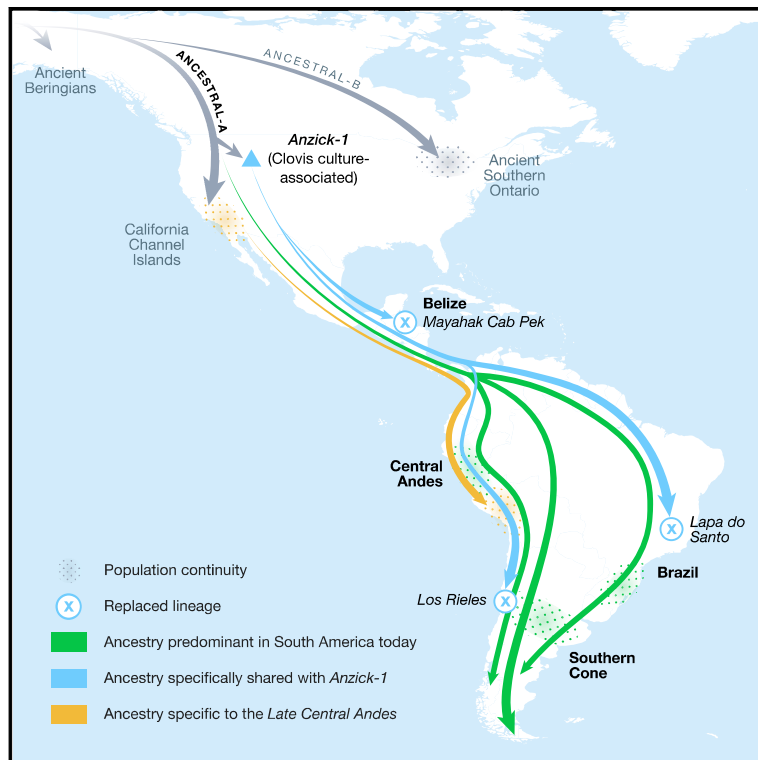 Ancient
Beringians
ANCESTRAL-A
ANCESTRAL-B
Anzick-1
(Clovis culture-
associated)
Ancient
Southern
Ontario
California
Channel
Islands
Belize
Mayahak Cab Pek
Central
Andes
Lapa do
Santo
Brazil
Los Rieles
Southern
Cone
Population continuity
X
Replaced lineage
Ancestry predominant in South America today
Ancestry specifically shared with Anzick-1
Ancestry specific to the Late Central Andes
X
X
X